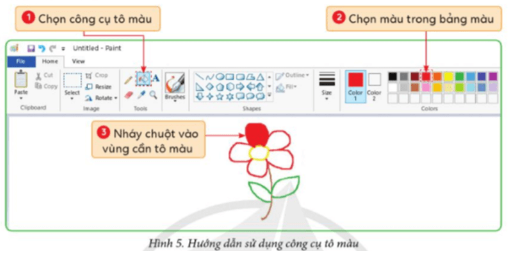 1 Chọn công cụ tô màu
2 Chọn màu trong bảng màu
Untitled - Paint
File Home View
Paste
Cut
Copy
Clipboard
Select
Crop
Resize
Rotate
Image
Tools
Brushes
Shapes
Outline
Fill
Size
Color 1
Color 2
Colors
3 Nháy chuột vào
vùng cần tô màu
Hình 5. Hướng dẫn sử dụng công cụ tô màu